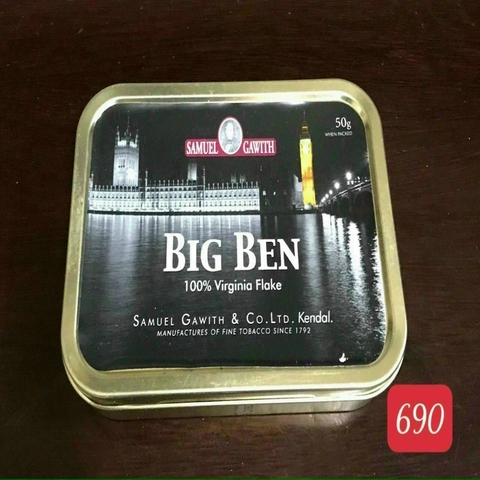 SAMUEL GAWITH
50g
WHEN PACKED
BIG BEN
100% Virginia Flake
SAMUEL GAWITH & CO. LTD. Kendal.
MANUFACTURES OF FINE TOBACCO SINCE 1792
690